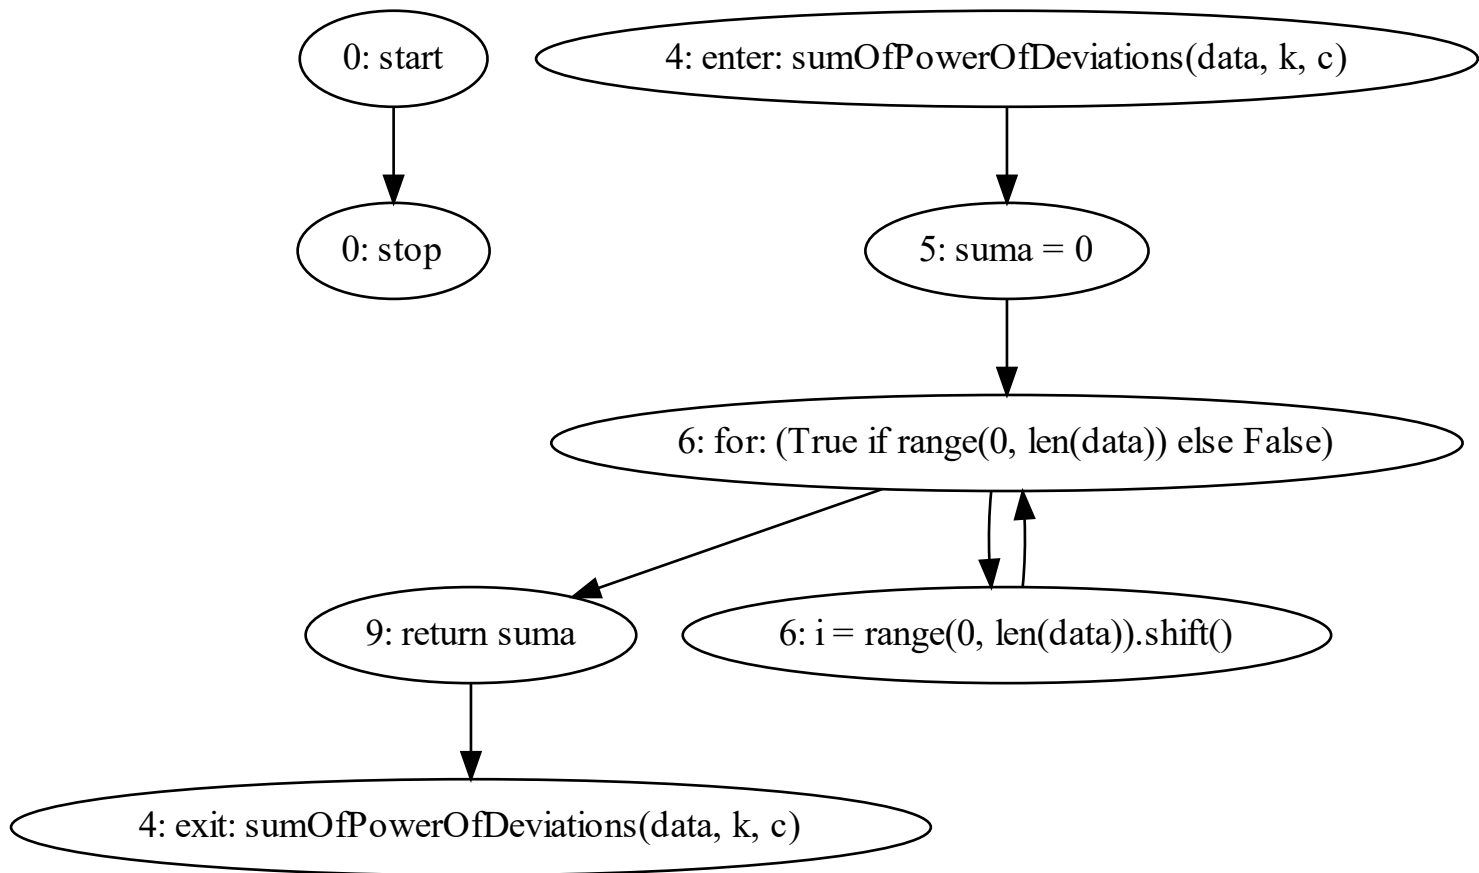 0: start
4: enter: sumOfPowerOfDeviations(data, k, c)
0: stop
5: suma = 0
6: for: (True if range(0, len(data)) else False)
9: return suma
6: i = range(0, len(data)).shift()
4: exit: sumOfPowerOfDeviations(data, k, c)